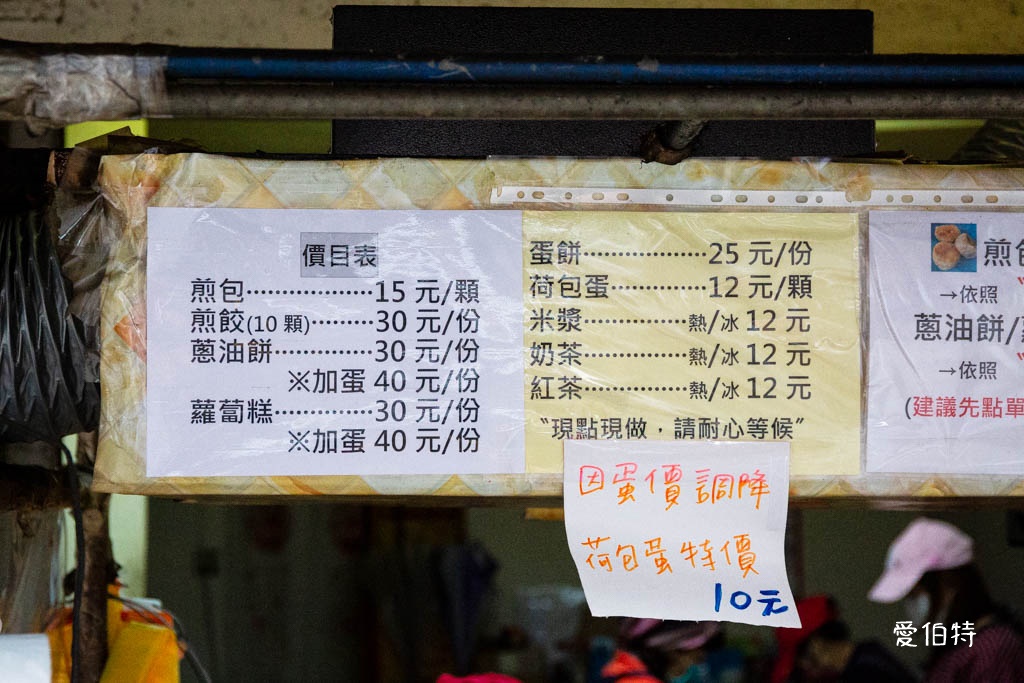 價目表
煎包··················15 元/顆
煎餃(10 顆)·········30 元/份
蔥油餅··············30 元/份
※加蛋 40 元/份
蘿蔔糕··············30 元/份
※加蛋 40 元/份
蛋餅··················25 元/份
荷包蛋··············12 元/顆
米漿···············熱/冰 12 元
奶茶···············熱/冰 12 元
紅茶···············熱/冰 12 元
〝現點現做，請耐心等候〞
因蛋價調降
荷包蛋特價
10元
煎包
→依照
蔥油餅/
→依照
(建議先點單
愛伯特